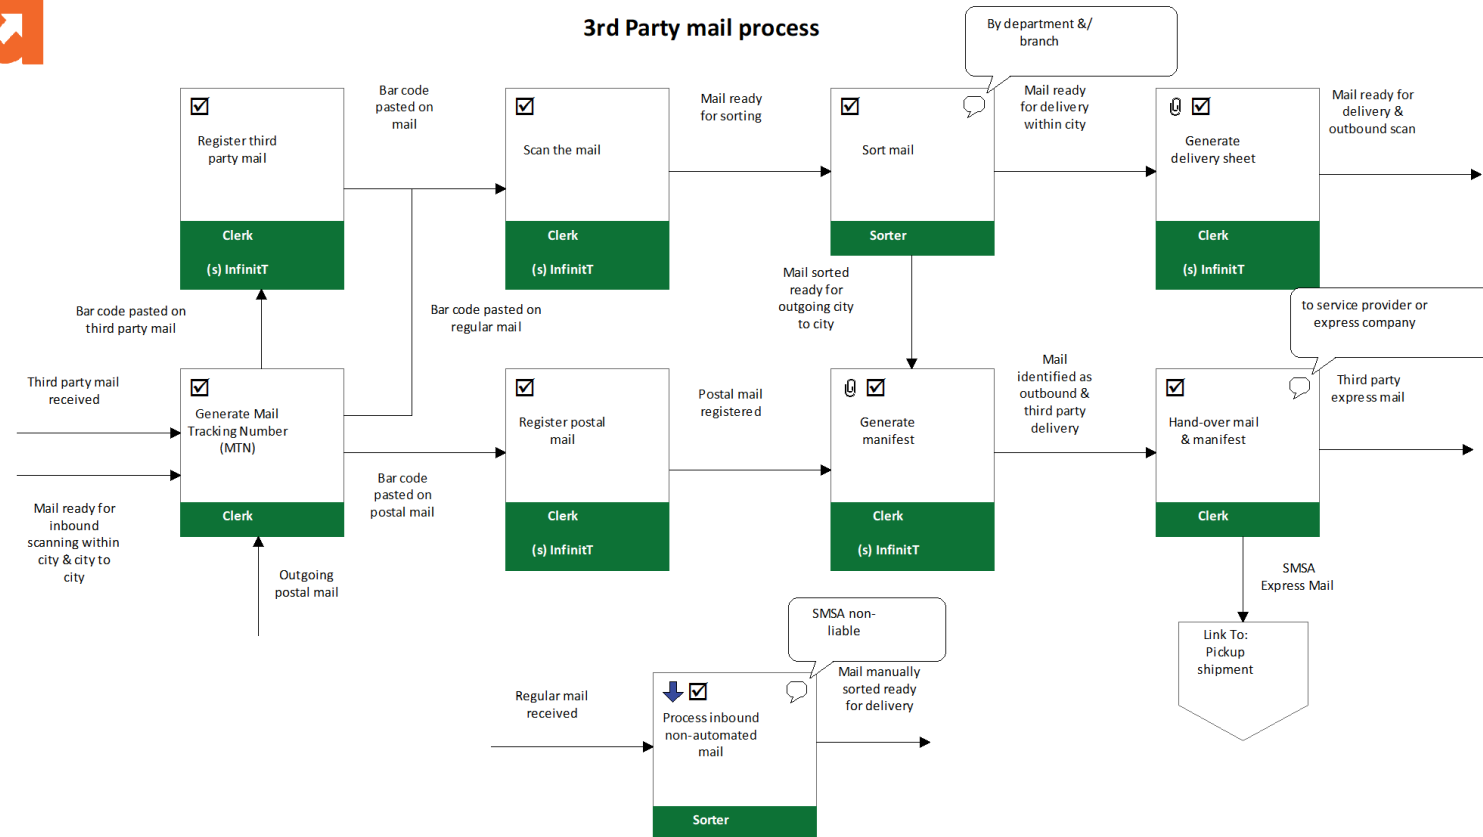 3rd Party mail process
By department &/
branch
Bar code
pasted on
mail
Mail ready
for sorting
Mail ready
for delivery
within city
Mail ready for
delivery &
outbound scan
Register third
party mail
Clerk
(s) InfinitT
Scan the mail
Clerk
(s) InfinitT
Sort mail
Sorter
Generate
delivery sheet
Clerk
(s) InfinitT
Bar code pasted on
third party mail
Bar code pasted on
regular mail
Mail sorted
ready for
outgoing city
to city
to service provider or
express company
Third party mail
received
Mail ready for
inbound
scanning within
city & city to
city
Generate Mail
Tracking Number
(MTN)
Clerk
Outgoing
postal mail
Bar code
pasted on
postal mail
Register postal
mail
Clerk
(s) InfinitT
Postal mail
registered
Generate
manifest
Clerk
(s) InfinitT
Mail
identified as
outbound &
third party
delivery
Hand-over mail
& manifest
Clerk
Third party
express mail
SMSA
Express Mail
Link To:
Pickup
shipment
SMSA non-
liable
Regular mail
received
Process inbound
non-automated
mail
Sorter
Mail manually
sorted ready
for delivery